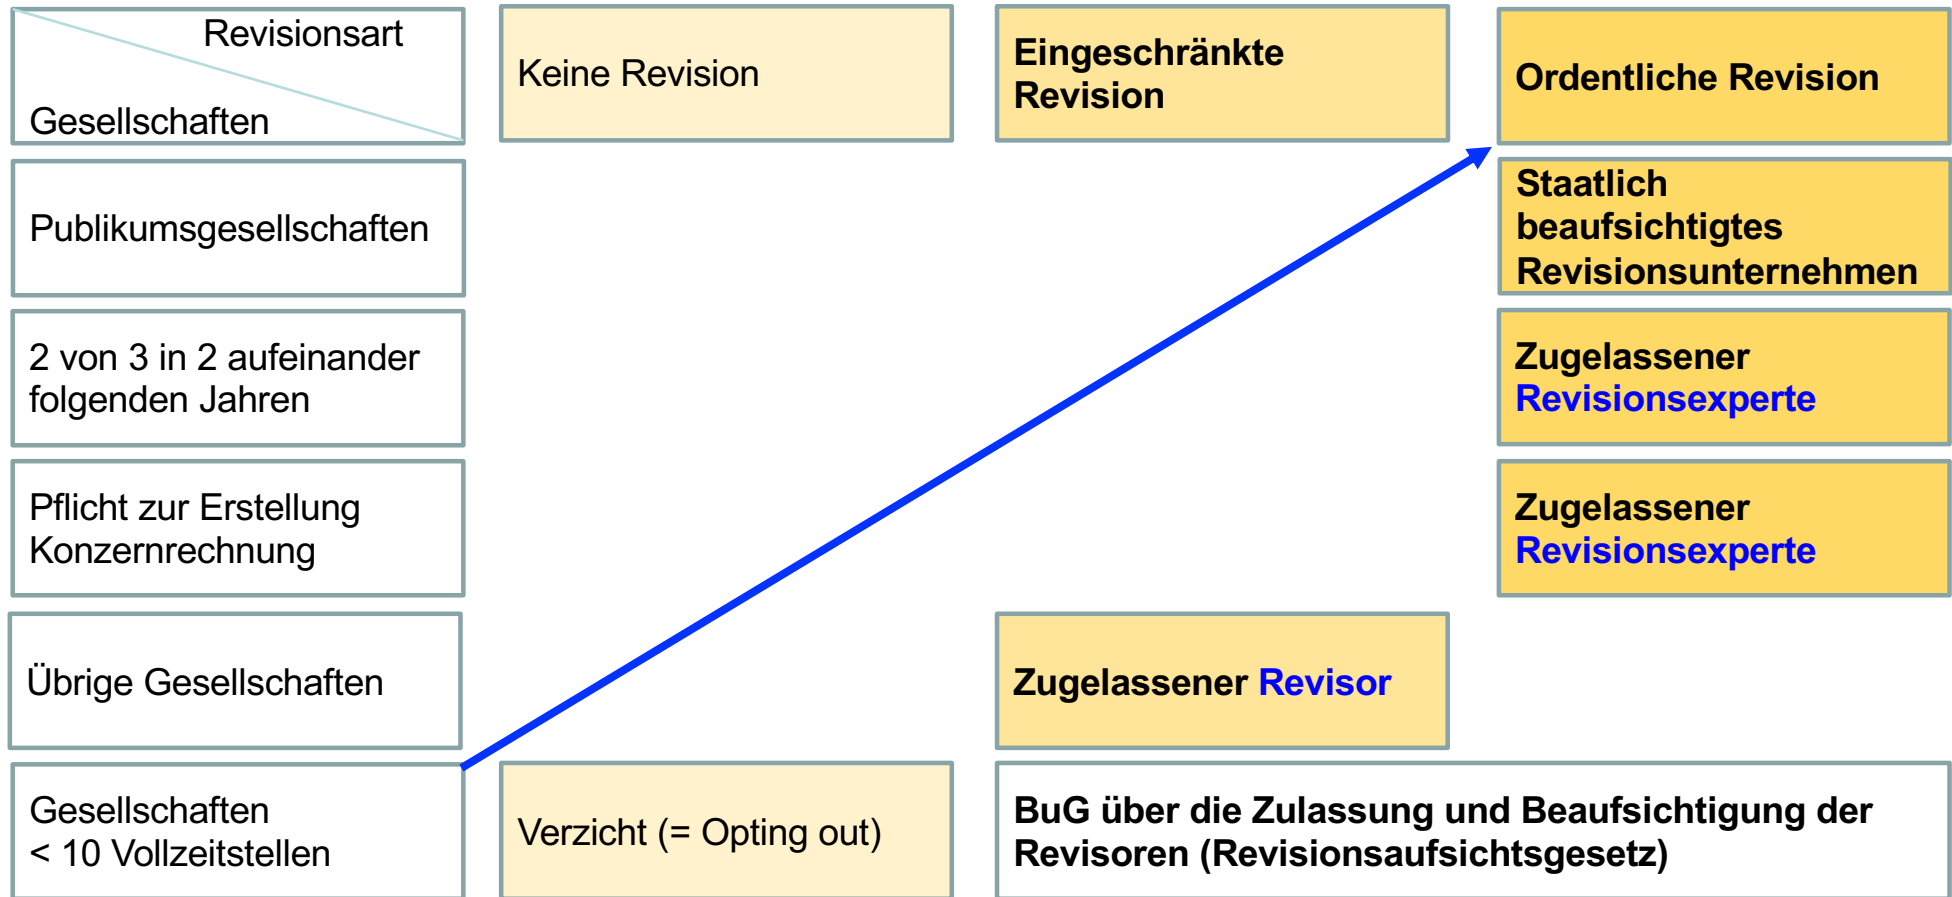 Revisionsart
Gesellschaften
Keine Revision
Eingeschränkte
Revision
Ordentliche Revision
Publikumsgesellschaften
Staatlich
beaufsichtigtes
Revisionsunternehmen
2 von 3 in 2 aufeinander
folgenden Jahren
Zugelassener
Revisionsexperte
Pflicht zur Erstellung
Konzernrechnung
Zugelassener
Revisionsexperte
Übrige Gesellschaften
Zugelassener Revisor
Gesellschaften
< 10 Vollzeitstellen
Verzicht (= Opting out)
BuG über die Zulassung und Beaufsichtigung der
Revisoren (Revisionsaufsichtsgesetz)